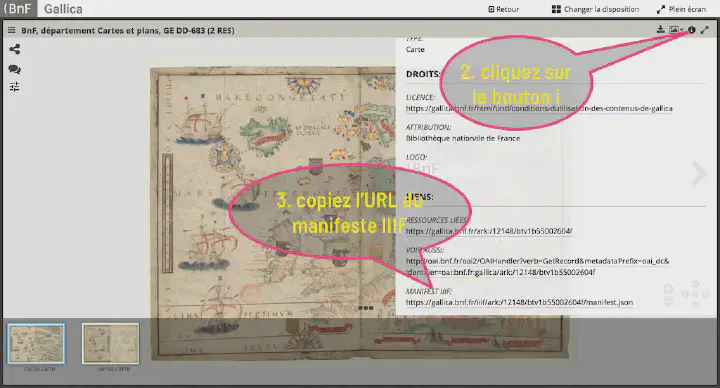 BnF Gallica
Retour
Changer la disposition
Plein écran
BnF, département Cartes et plans, GE DD-683 (2 RES)
TYPE:
Carte
DROITS:
2. cliquez sur
le bouton i
LICENCE:
https://gallica.bnf.fr/html/und/conditions-dutilisation-des-contenus-de-gallica
ATTRIBUTION:
Bibliothèque nationale de France
LOGO:
BnF
3. copiez l'URL du
manifeste IIIF
LIENS:
RESSOURCES LIÉES:
https://gallica.bnf.fr/ark:/12148/btv1b55002604f
VOIR AUSSI:
http://oai.bnf.fr/oai2/OAIHandler?verb=GetRecord&metadataPrefix=oai_dc&
identifier=oai:bnf.fr:gallica/ark:/12148/btv1b55002604f
MANIFEST IIIF:
https://gallica.bnf.fr/iiif/ark:/12148/btv1b55002604f/manifest.json
MARE CONGELATV
SEPTEMTRIM
recto carte
verso carte